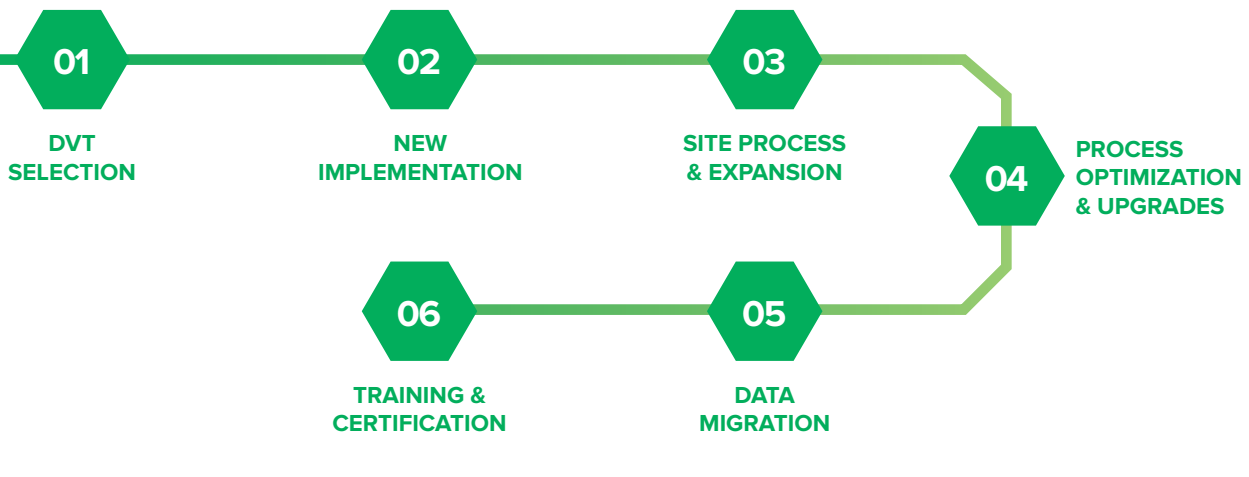 01
DVT
SELECTION
02
NEW
IMPLEMENTATION
03
SITE PROCESS
& EXPANSION
04
PROCESS
OPTIMIZATION
& UPGRADES
05
DATA
MIGRATION
06
TRAINING &
CERTIFICATION